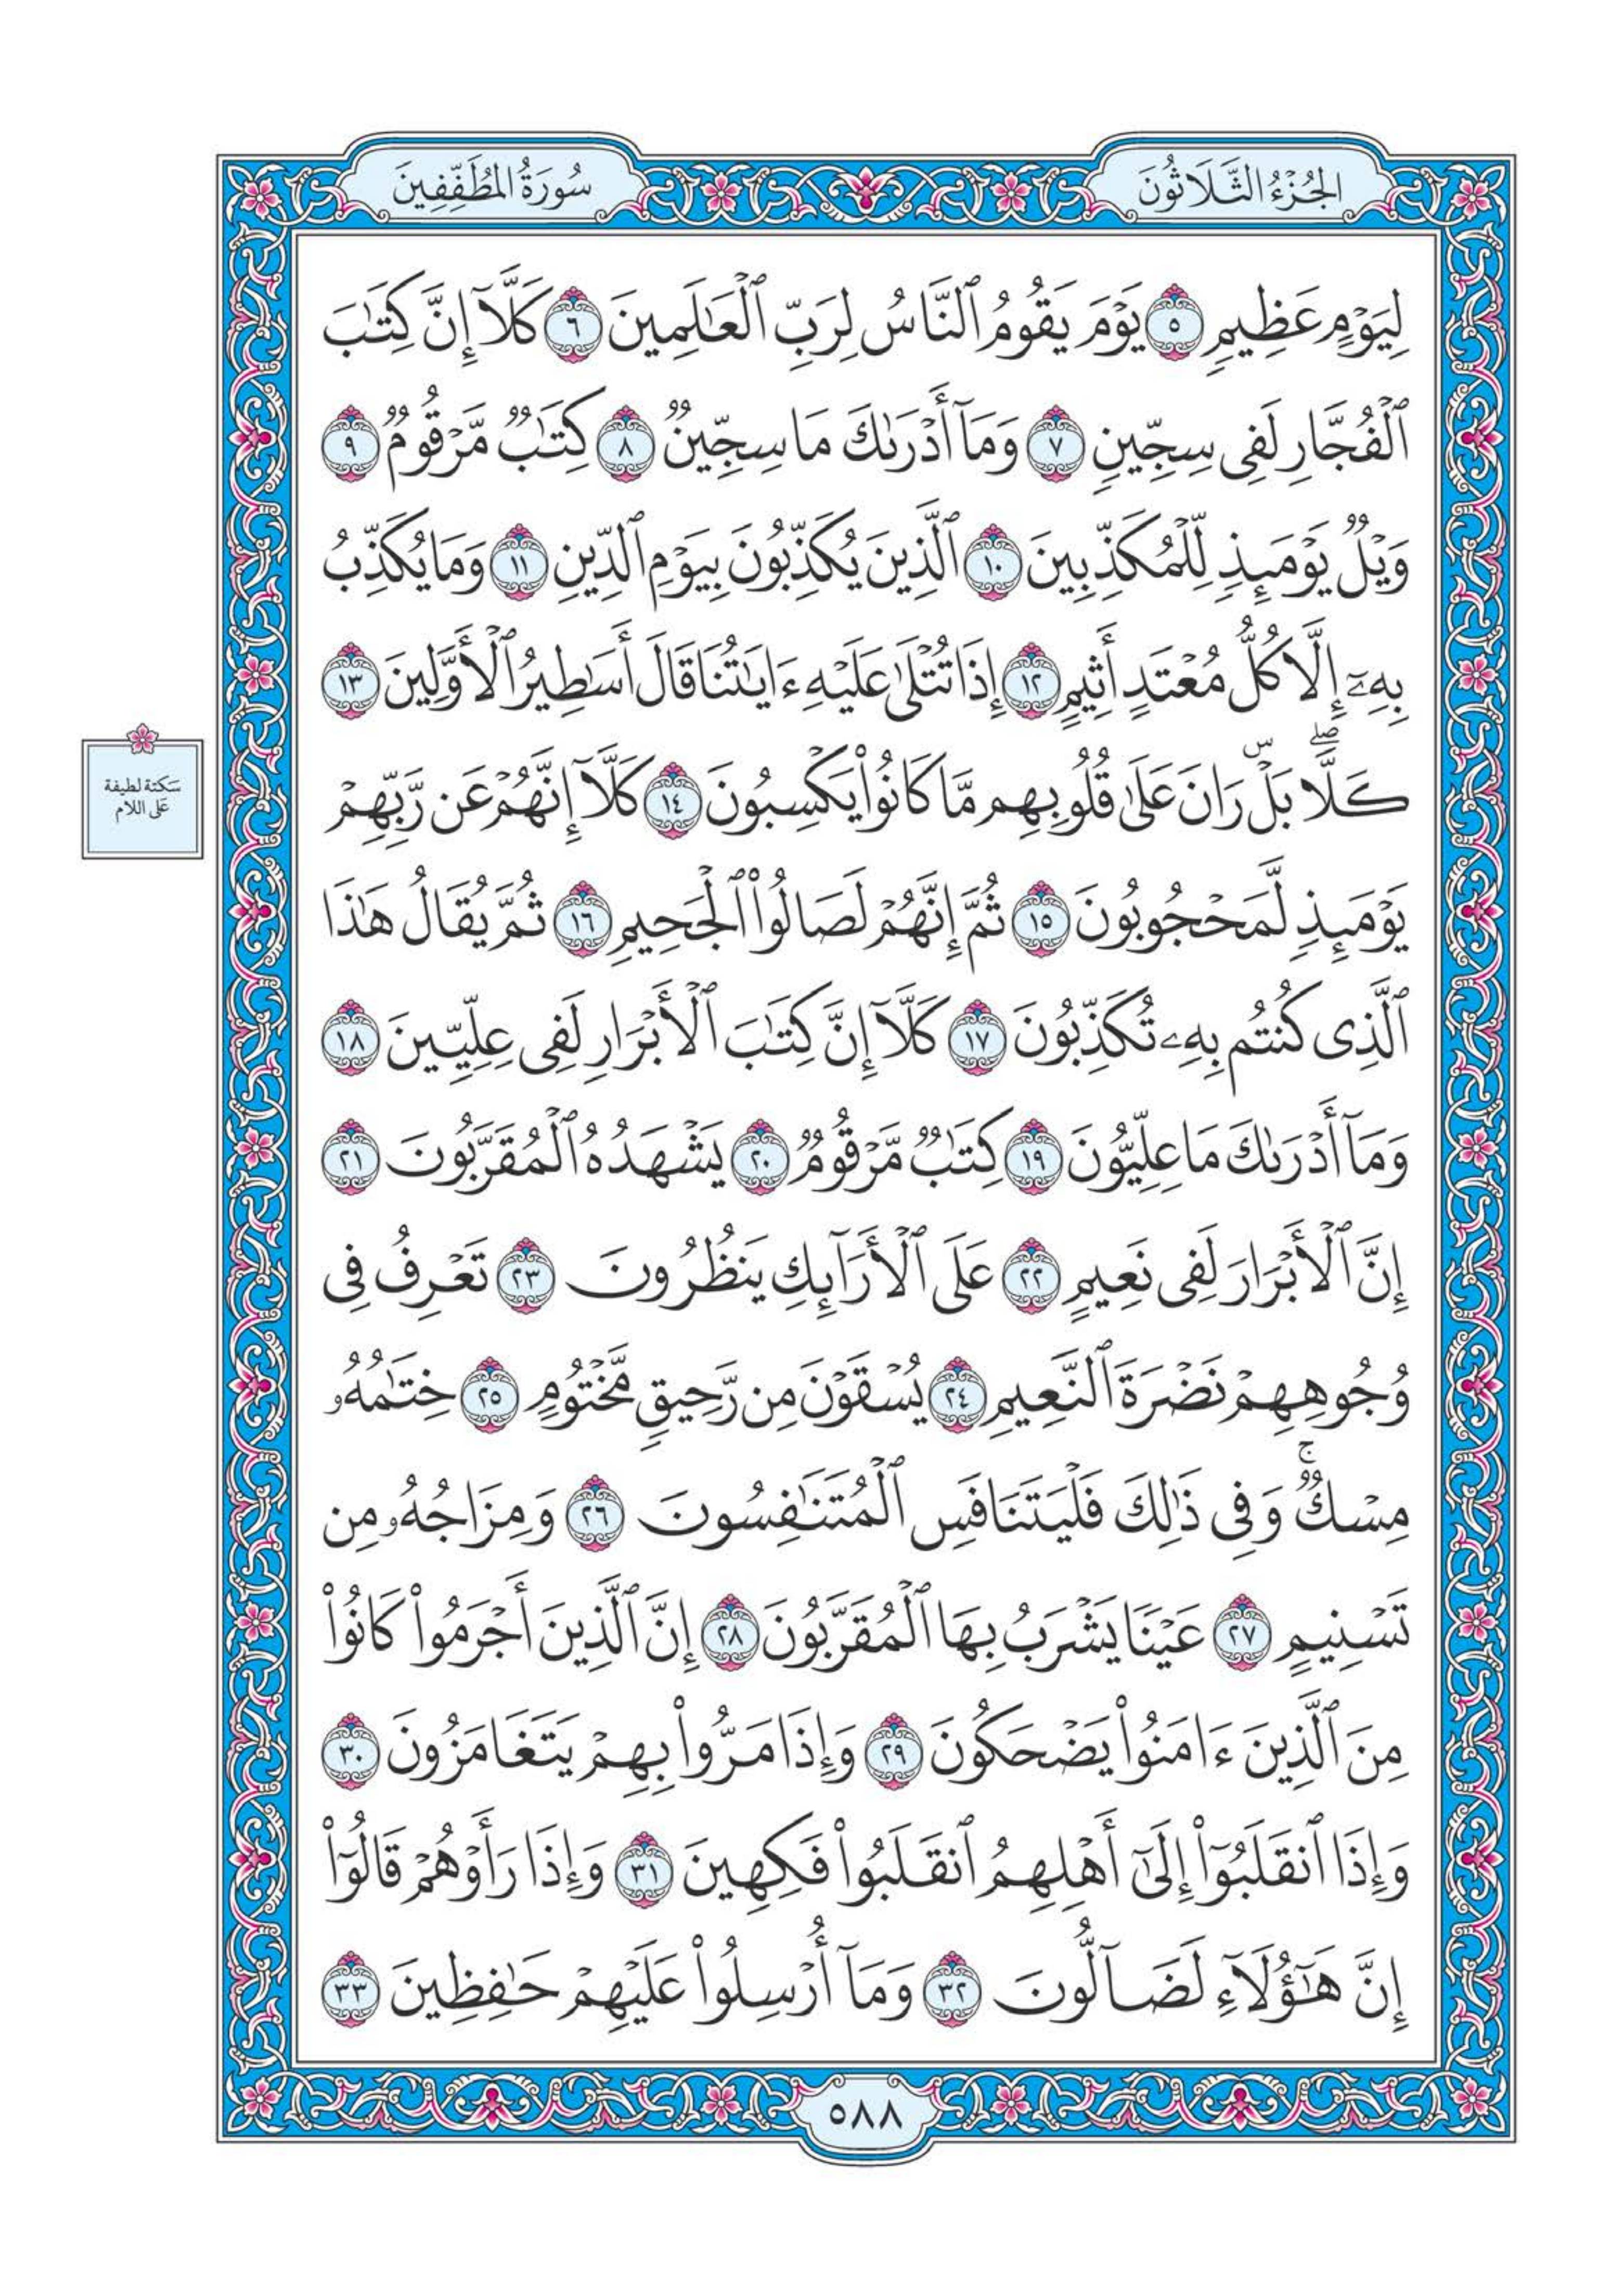 الجُزْءُ الثَّلَاثُونَ
سُورَةُ المُطَفِّفِينَ
لِيَوْمٍ عَظِيمٍ ٥ يَوْمَ يَقُومُ ٱلنَّاسُ لِرَبِّ ٱلْعَٰلَمِينَ ٦ كَلَّآ إِنَّ كِتَٰبَ
ٱلْفُجَّارِ لَفِى سِجِّينٍ ٧ وَمَآ أَدْرَىٰكَ مَا سِجِّينٌ ٨ كِتَٰبٌ مَّرْقُومٌ ٩
وَيْلٌ يَوْمَئِذٍ لِّلْمُكَذِّبِينَ ١٠ ٱلَّذِينَ يُكَذِّبُونَ بِيَوْمِ ٱلدِّينِ ١١ وَمَا يُكَذِّبُ
بِهِۦٓ إِلَّا كُلُّ مُعْتَدٍ أَثِيمٍ ١٢ إِذَا تُتْلَىٰ عَلَيْهِ ءَايَٰتُنَا قَالَ أَسَٰطِيرُ ٱلْأَوَّلِينَ ١٣
كَلَّا ۖ بَلْ ۜ رَانَ عَلَىٰ قُلُوبِهِم مَّا كَانُوا۟ يَكْسِبُونَ ١٤ كَلَّآ إِنَّهُمْ عَن رَّبِّهِمْ
سكتة لطيفة
على اللام
يَوْمَئِذٍ لَّمَحْجُوبُونَ ١٥ ثُمَّ إِنَّهُمْ لَصَالُوا۟ ٱلْجَحِيمِ ١٦ ثُمَّ يُقَالُ هَٰذَا
ٱلَّذِى كُنتُم بِهِۦ تُكَذِّبُونَ ١٧ كَلَّآ إِنَّ كِتَٰبَ ٱلْأَبْرَارِ لَفِى عِلِّيِّينَ ١٨
وَمَآ أَدْرَىٰكَ مَا عِلِّيُّونَ ١٩ كِتَٰبٌ مَّرْقُومٌ ٢٠ يَشْهَدُهُ ٱلْمُقَرَّبُونَ ٢١
إِنَّ ٱلْأَبْرَارَ لَفِى نَعِيمٍ ٢٢ عَلَى ٱلْأَرَآئِكِ يَنظُرُونَ ٢٣ تَعْرِفُ فِى
وُجُوهِهِمْ نَضْرَةَ ٱلنَّعِيمِ ٢٤ يُسْقَوْنَ مِن رَّحِيقٍ مَّخْتُومٍ ٢٥ خِتَٰمُهُۥ
مِسْكٌ ۚ وَفِى ذَٰلِكَ فَلْيَتَنَافَسِ ٱلْمُتَنَٰفِسُونَ ٢٦ وَمِزَاجُهُۥ مِن
تَسْنِيمٍ ٢٧ عَيْنًا يَشْرَبُ بِهَا ٱلْمُقَرَّبُونَ ٢٨ إِنَّ ٱلَّذِينَ أَجْرَمُوا۟ كَانُوا۟
مِنَ ٱلَّذِينَ ءَامَنُوا۟ يَضْحَكُونَ ٢٩ وَإِذَا مَرُّوا۟ بِهِمْ يَتَغَامَزُونَ ٣٠
وَإِذَا ٱنقَلَبُوٓا۟ إِلَىٰٓ أَهْلِهِمُ ٱنقَلَبُوا۟ فَكِهِينَ ٣١ وَإِذَا رَأَوْهُمْ قَالُوٓا۟
إِنَّ هَٰٓؤُلَآءِ لَضَآلُّونَ ٣٢ وَمَآ أُرْسِلُوا۟ عَلَيْهِمْ حَٰفِظِينَ ٣٣
٥٨٨